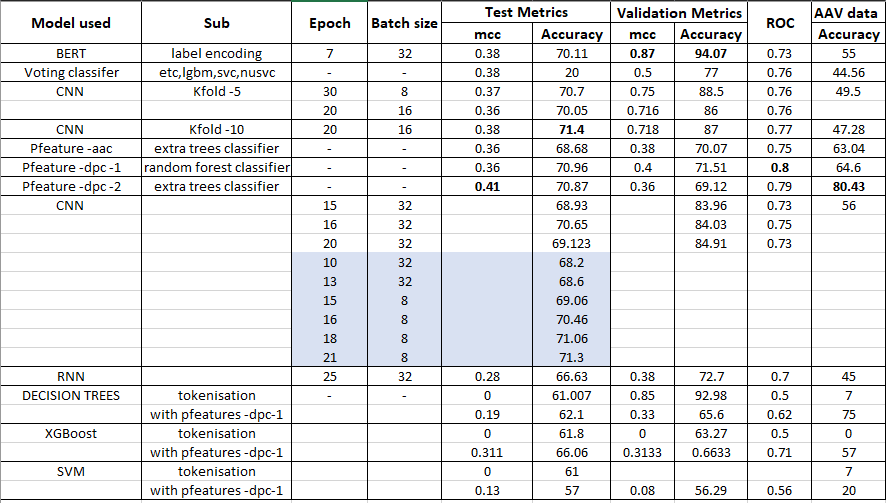 Model used Sub Epoch Batch size Test Metrics Validation Metrics ROC AAV data
mcc Accuracy mcc Accuracy Accuracy
BERT label encoding 7 32 0.38 70.11 0.87 94.07 0.73 55
Voting classifer etc,lgbm,svc,nusvc - - 0.38 20 0.5 77 0.76 44.56
CNN Kfold -5 30 8 0.37 70.7 0.75 88.5 0.76 49.5
20 16 0.36 70.05 0.716 86 0.76
CNN Kfold -10 20 16 0.38 71.4 0.718 87 0.77 47.28
Pfeature -aac extra trees classifier - - 0.36 68.68 0.38 70.07 0.75 63.04
Pfeature -dpc -1 random forest classifier - - 0.36 70.96 0.4 71.51 0.8 64.6
Pfeature -dpc -2 extra trees classifier - - 0.41 70.87 0.36 69.12 0.79 80.43
CNN 15 32 68.93 83.96 0.73 56
16 32 70.65 84.03 0.75
20 32 69.123 84.91 0.73
10 32 68.2
13 32 68.6
15 8 69.06
16 8 70.46
18 8 71.06
21 8 71.3
RNN 25 32 0.28 66.63 0.38 72.7 0.7 45
DECISION TREES tokenisation - - 0 61.007 0.85 92.98 0.5 7
with pfeatures -dpc-1 0.19 62.1 0.33 65.6 0.62 75
XGBoost tokenisation 0 61.8 0 63.27 0.5 0
with pfeatures -dpc-1 0.311 66.06 0.3133 0.6633 0.71 57
SVM tokenisation 0 61 7
with pfeatures -dpc-1 0.13 57 0.08 56.29 0.56 20